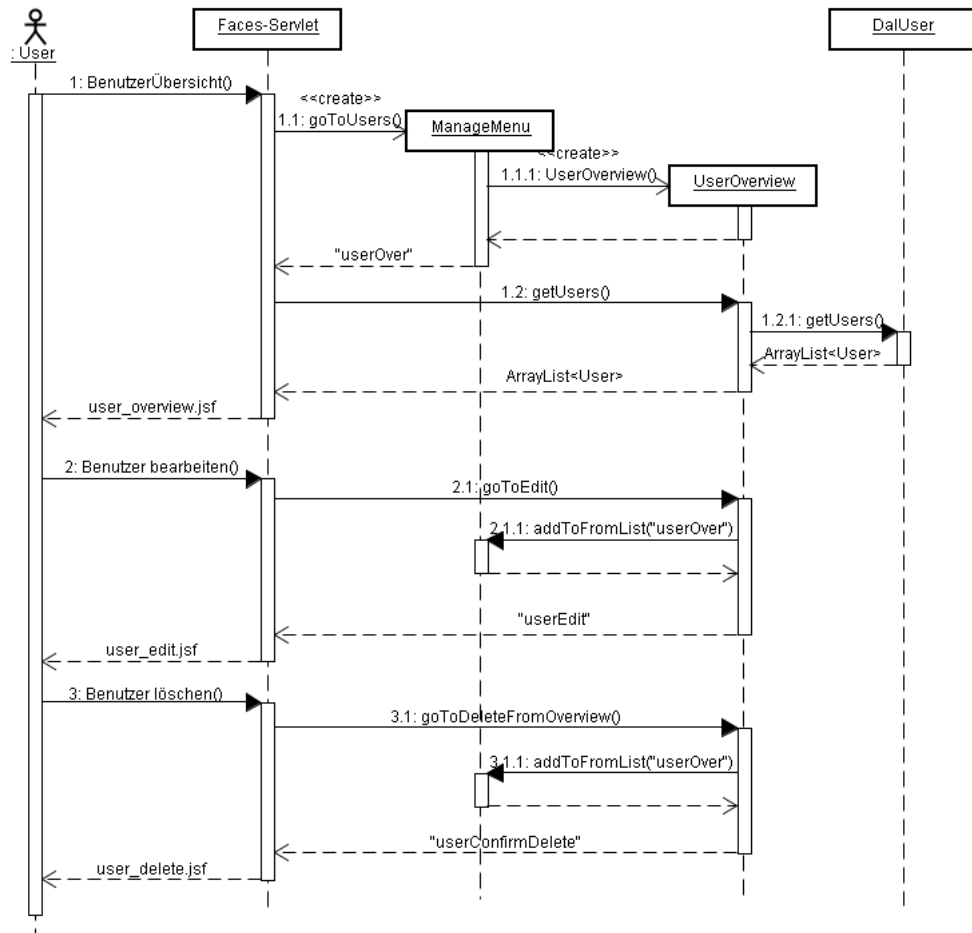 : User
Faces-Servlet
DalUser
1: BenutzerÜbersicht()
<<create>>
1.1: goToUsers()
ManageMenu
<<create>>
1.1.1: UserOverview()
UserOverview
"userOver"
1.2: getUsers()
1.2.1: getUsers()
ArrayList<User>
ArrayList<User>
user_overview.jsf
2: Benutzer bearbeiten()
2.1: goToEdit()
2.1.1: addToFromList("userOver")
"userEdit"
user_edit.jsf
3: Benutzer löschen()
3.1: goToDeleteFromOverview()
3.1.1: addToFromList("userOver")
"userConfirmDelete"
user_delete.jsf